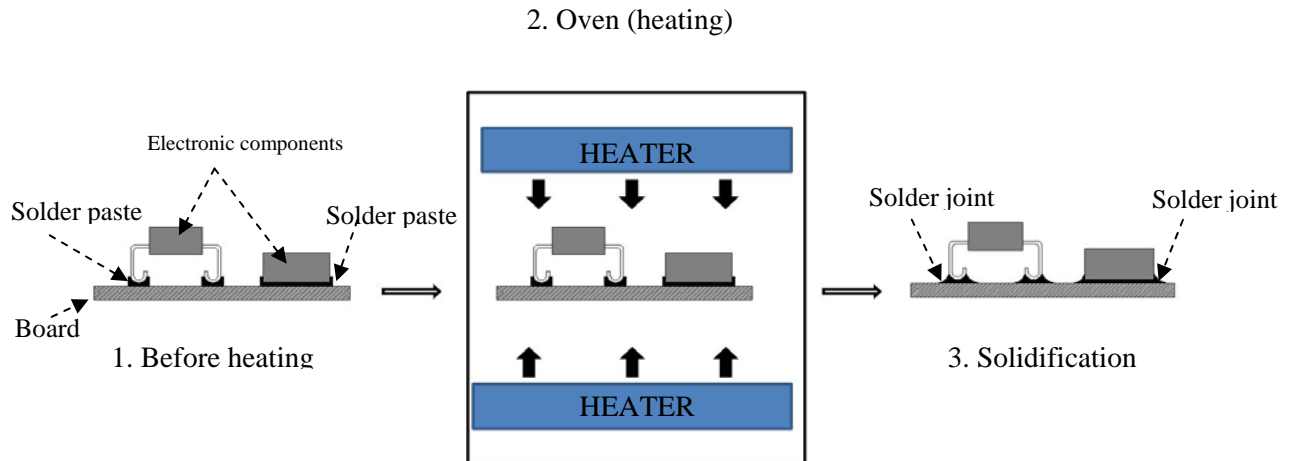 2. Oven (heating)
Electronic components
Solder paste
Solder paste
Board
1. Before heating
HEATER
HEATER
Solder joint
Solder joint
3. Solidification